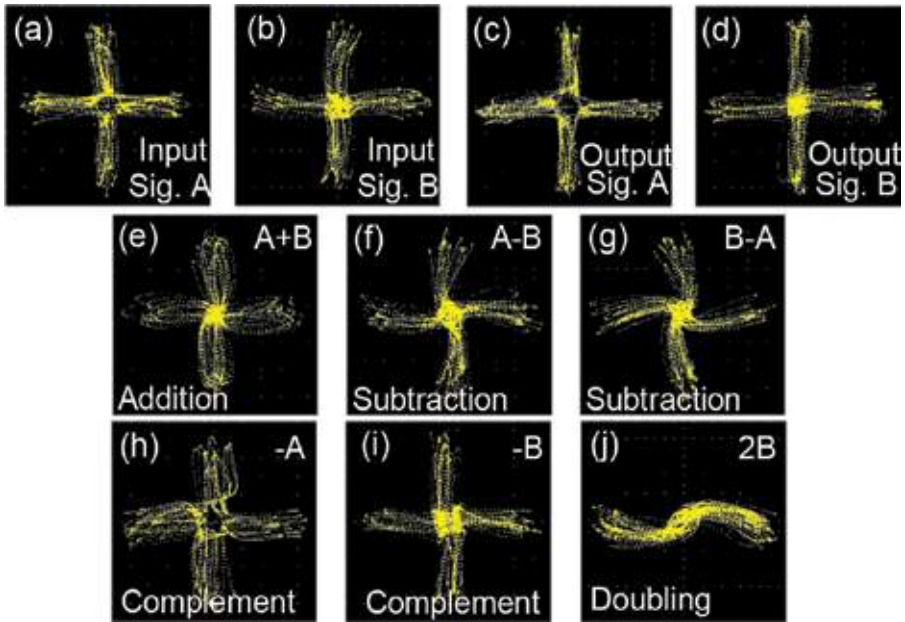 (a)
Input
Sig. A
(b)
Input
Sig. B
(c)
Output
Sig. A
(d)
Output
Sig. B
(e) A+B
Addition
(f) A-B
Subtraction
(g) B-A
Subtraction
(h) -A
Complement
(i) -B
Complement
(j) 2B
Doubling